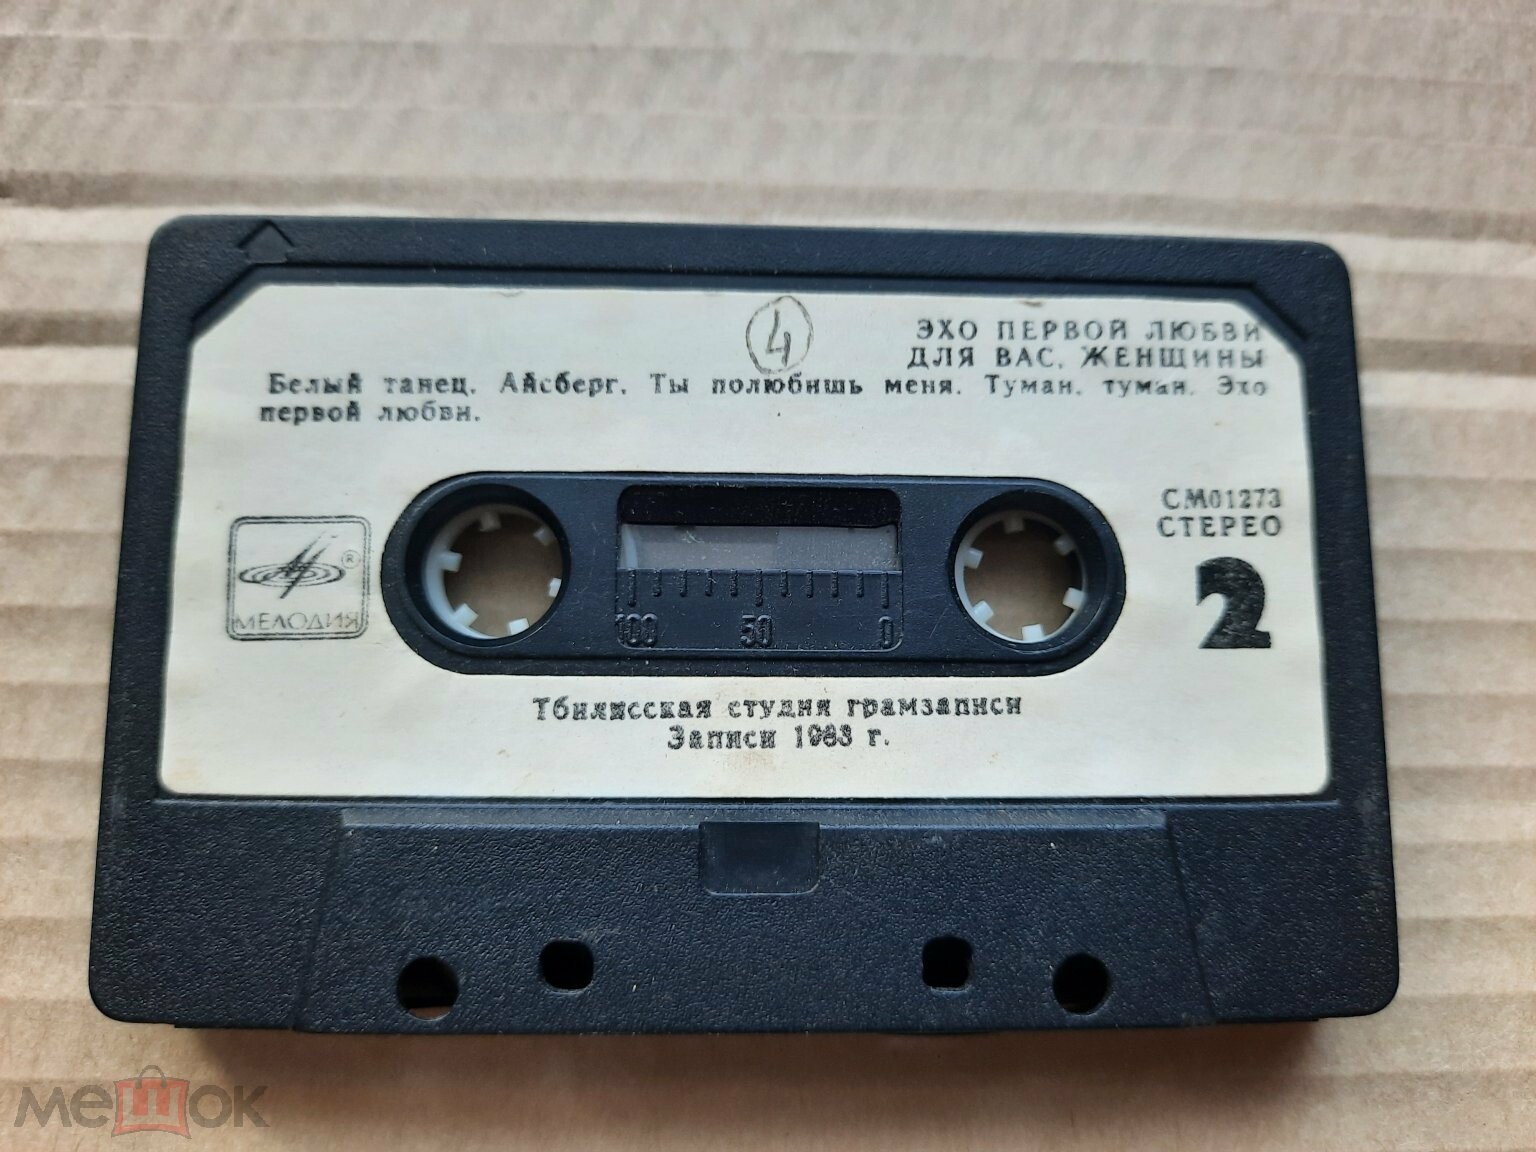 4
ЭХО ПЕРВОЙ ЛЮБВИ
ДЛЯ ВАС, ЖЕНЩИНЫ
Белый танец. Айсберг. Ты полюбишь меня. Туман, туман. Эхо
первой любви.
СМ01273
СТЕРЕО
®
МЕЛОДИЯ
2
100 50 0
Тбилисская студия грамзаписи
Записи 1983 г.
мешок